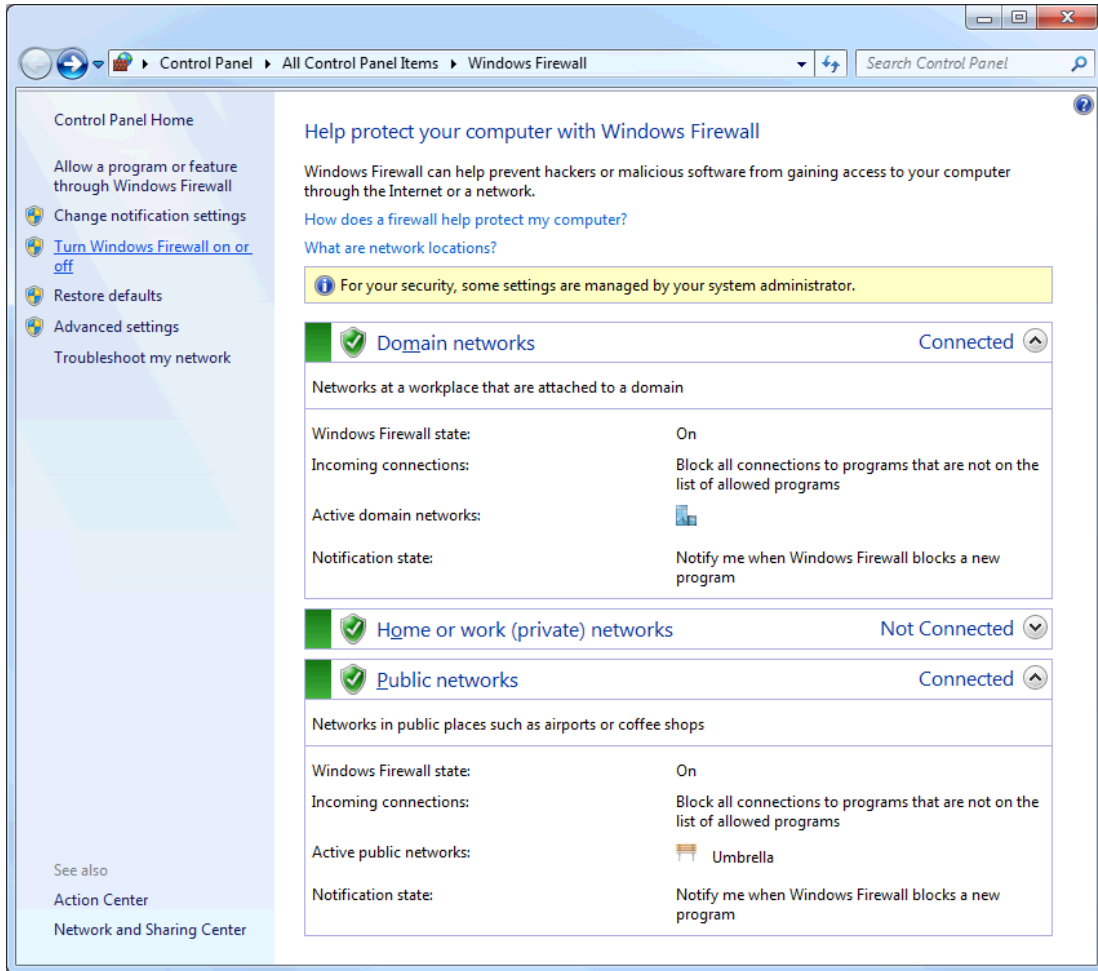 Control Panel
All Control Panel Items
Windows Firewall
Search Control Panel
Control Panel Home
Allow a program or feature
through Windows Firewall
Change notification settings
Turn Windows Firewall on or
off
Restore defaults
Advanced settings
Troubleshoot my network
See also
Action Center
Network and Sharing Center
Help protect your computer with Windows Firewall
Windows Firewall can help prevent hackers or malicious software from gaining access to your computer
through the Internet or a network.
How does a firewall help protect my computer?
What are network locations?
For your security, some settings are managed by your system administrator.
Domain networks Connected
Networks at a workplace that are attached to a domain
Windows Firewall state: On
Incoming connections: Block all connections to programs that are not on the
list of allowed programs
Active domain networks:
Notification state: Notify me when Windows Firewall blocks a new
program
Home or work (private) networks Not Connected
Public networks Connected
Networks in public places such as airports or coffee shops
Windows Firewall state: On
Incoming connections: Block all connections to programs that are not on the
list of allowed programs
Active public networks: Umbrella
Notification state: Notify me when Windows Firewall blocks a new
program